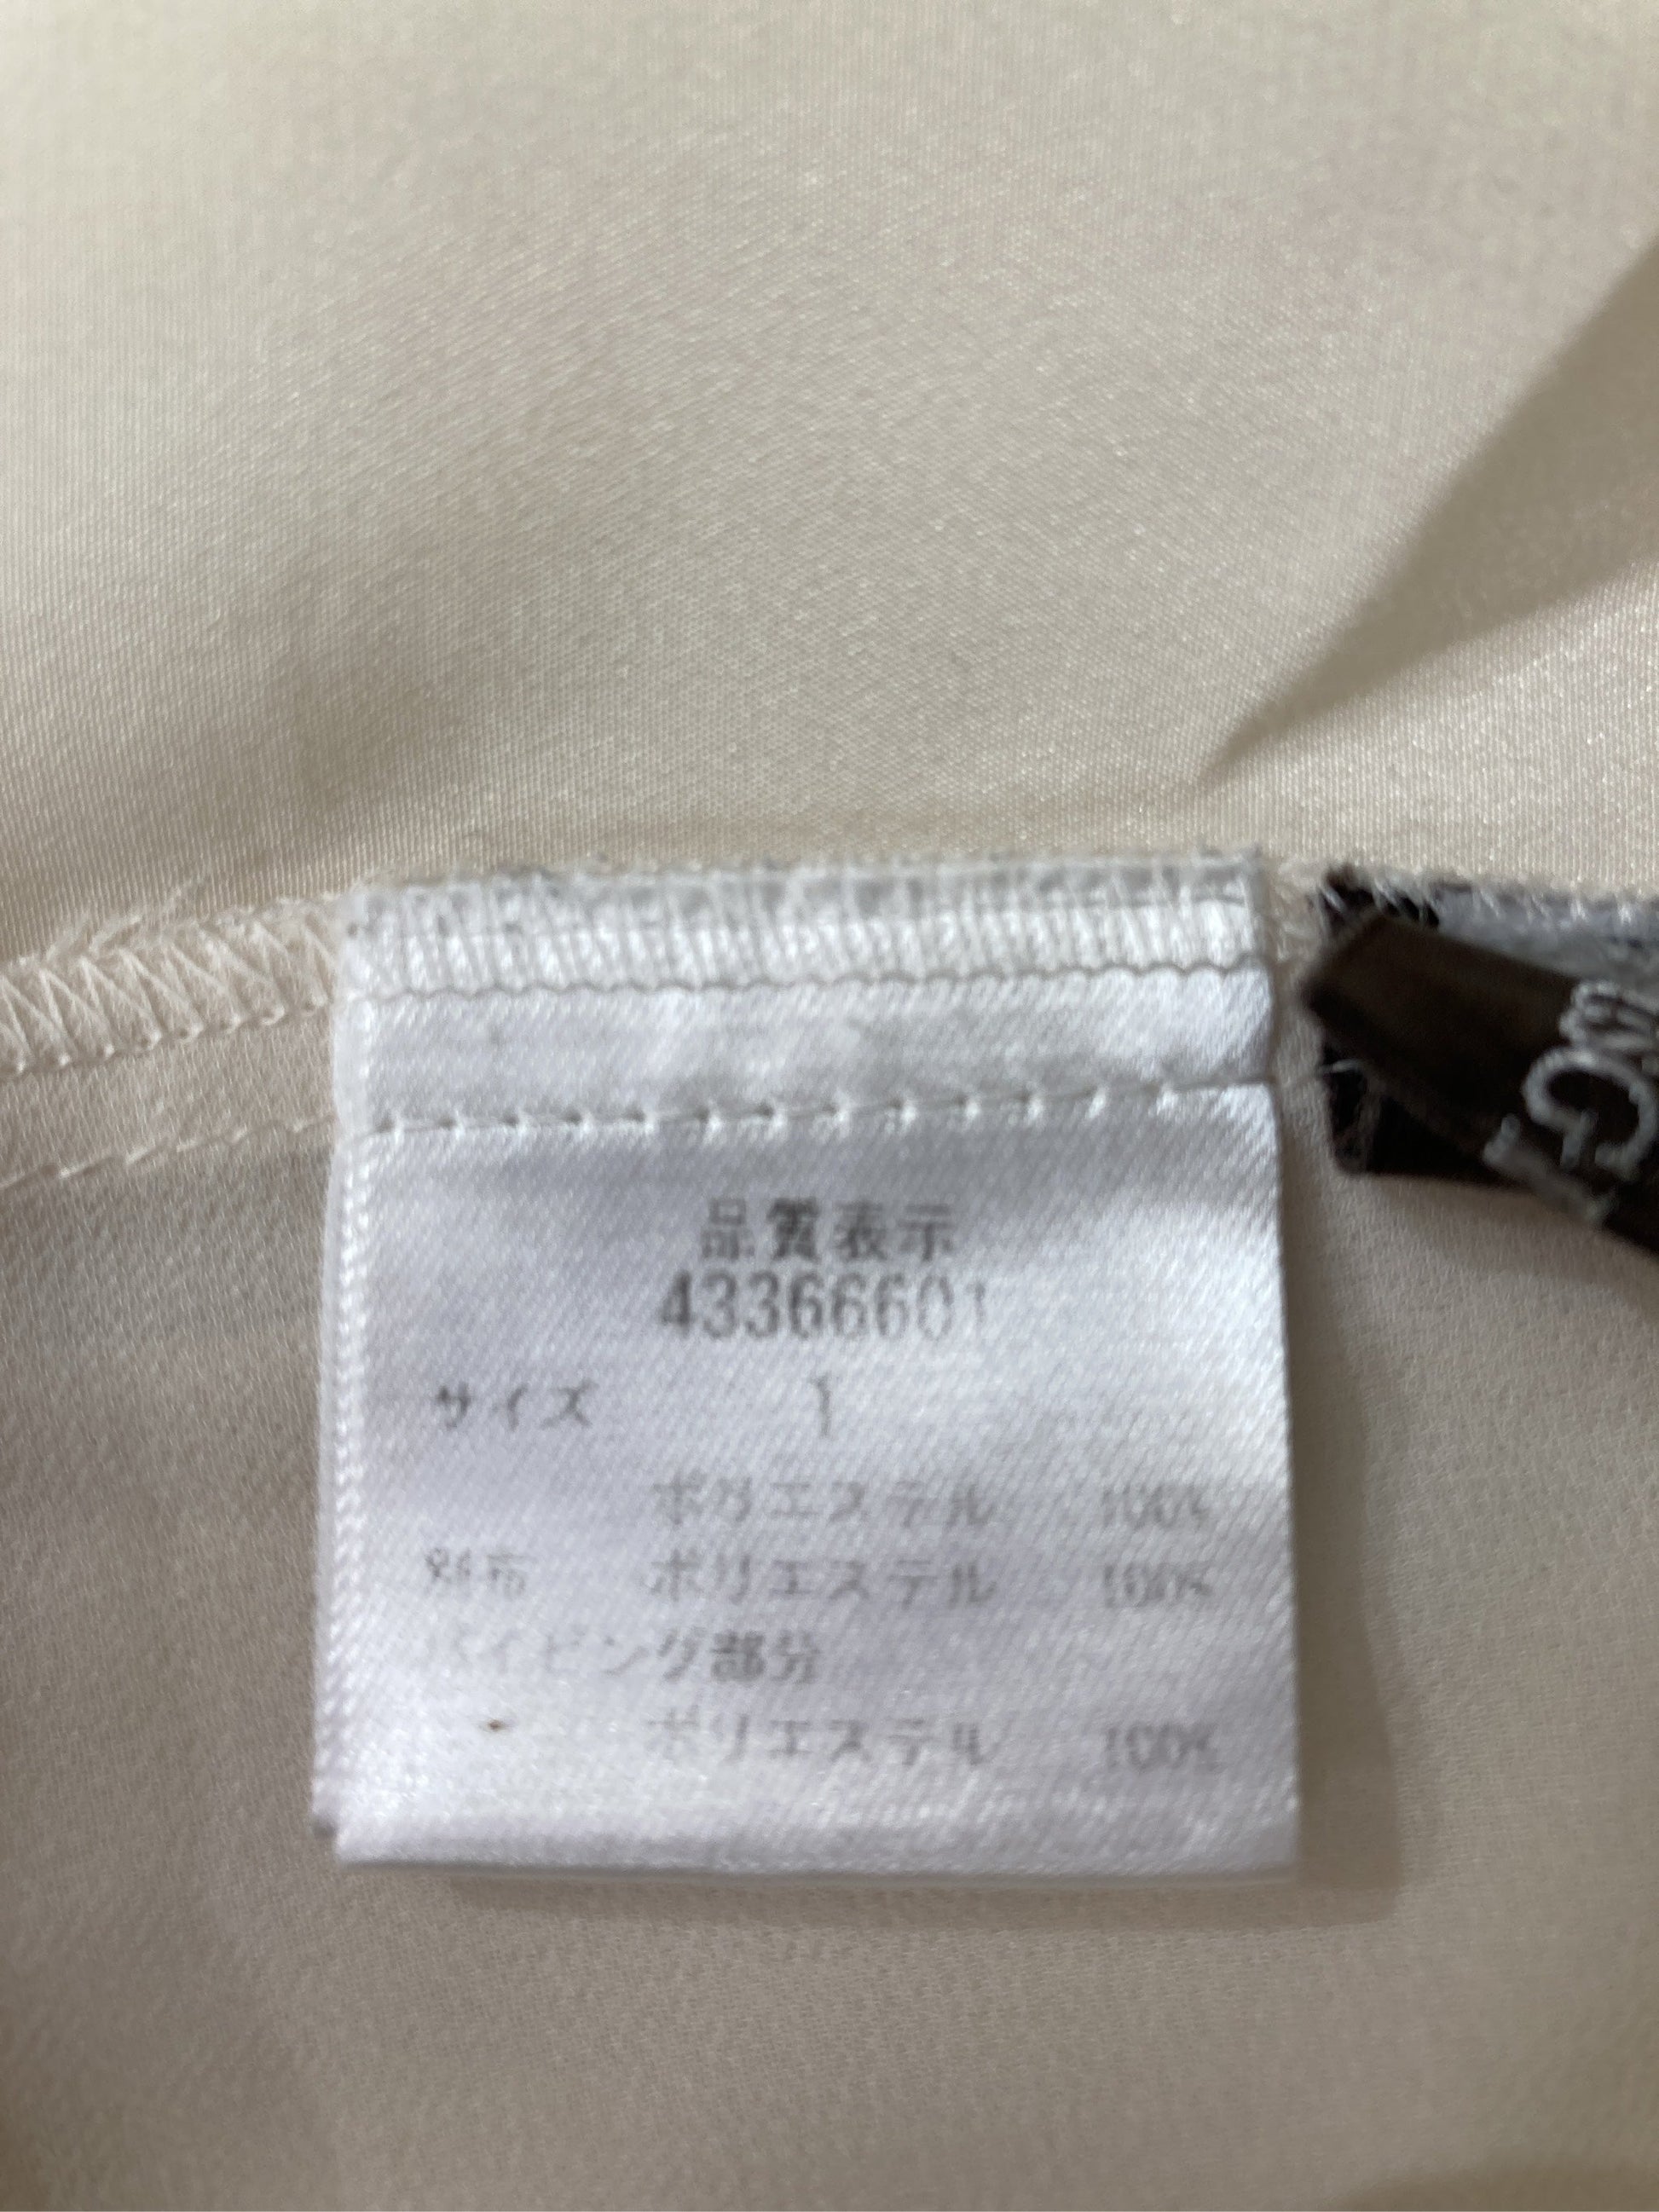 品質表示
43366601
サイズ 1
ポリエステル 100%
別布 ポリエステル 100%
パイピング部分
ポリエステル 100%